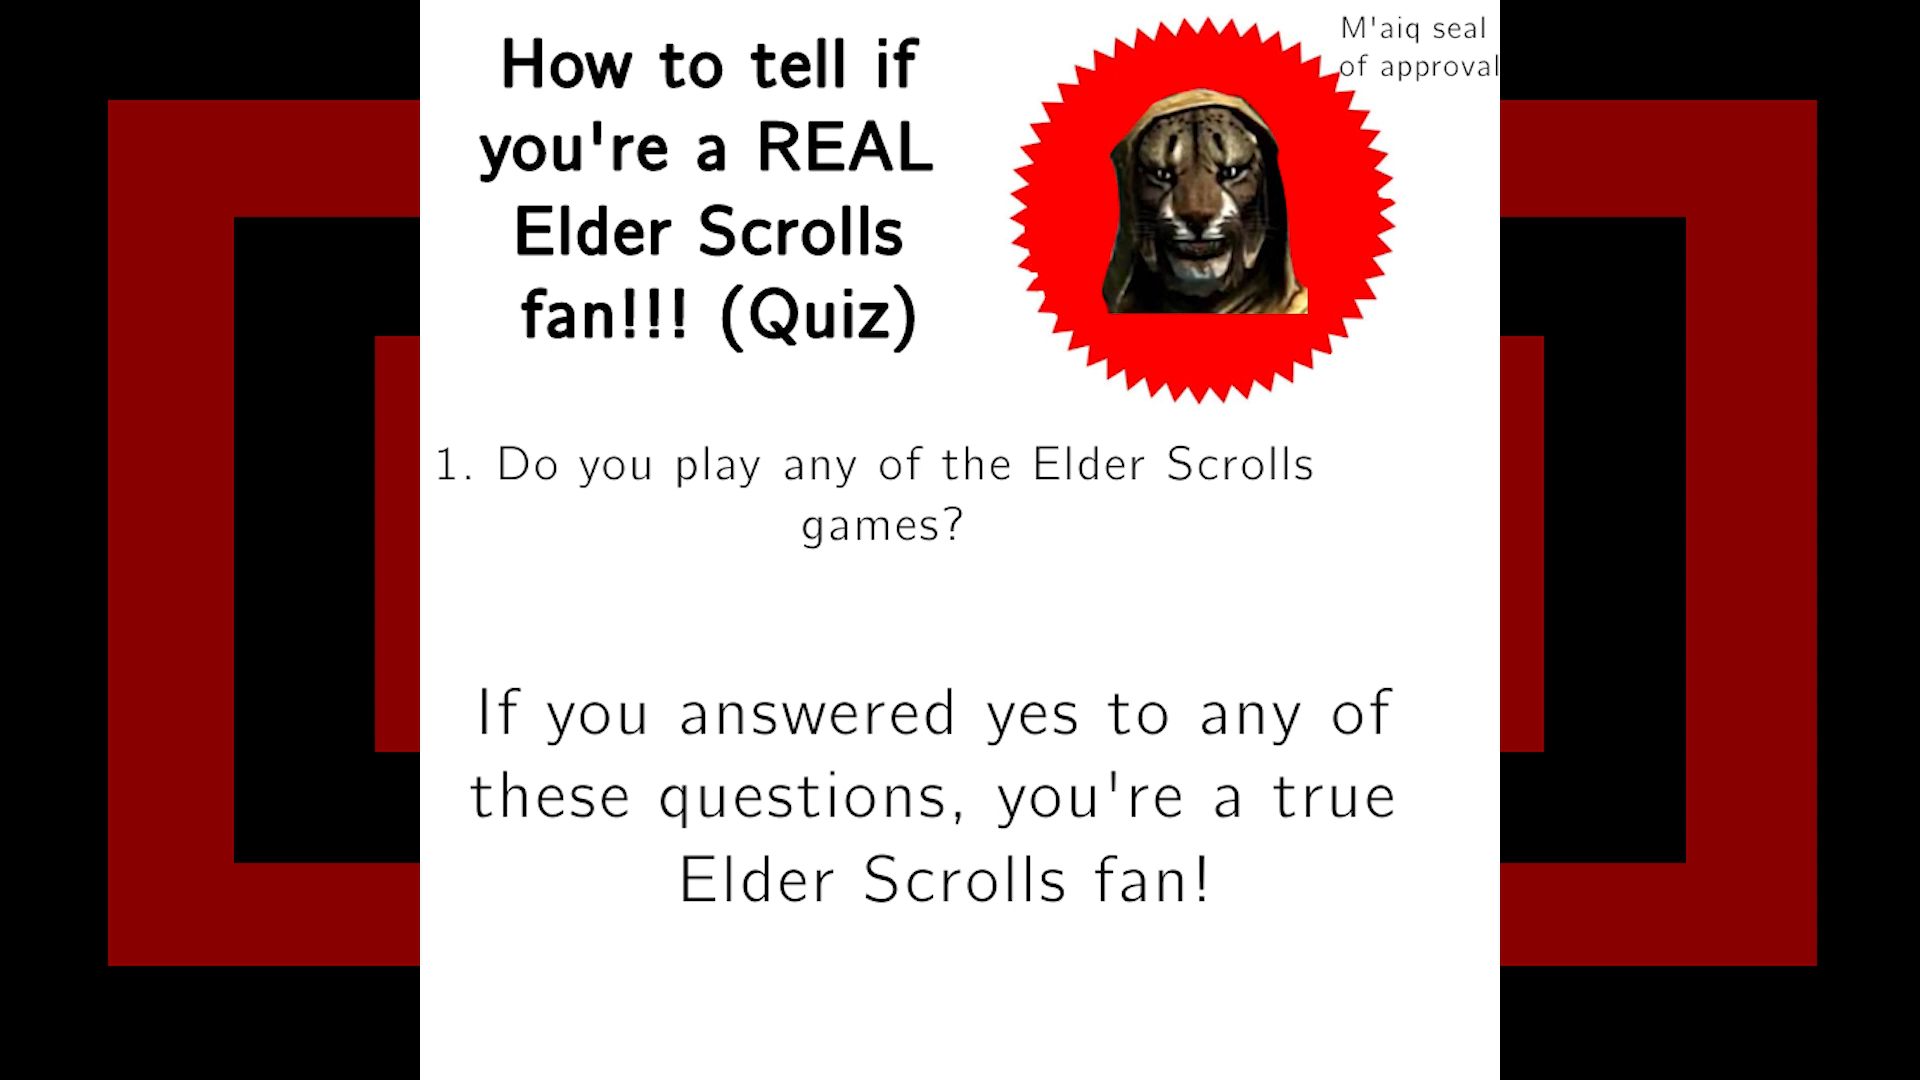 How to tell if
you're a REAL
Elder Scrolls
fan!!! (Quiz)
M'aiq seal
of approval
1. Do you play any of the Elder Scrolls
games?
If you answered yes to any of
these questions, you're a true
Elder Scrolls fan!